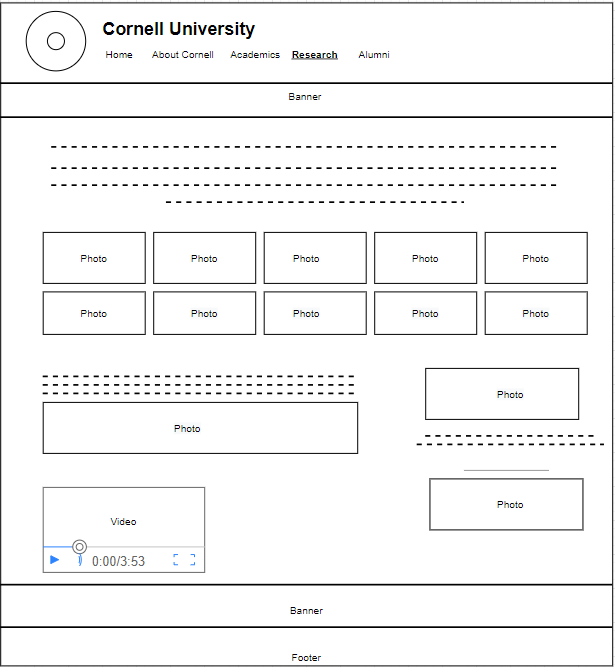 Cornell University
Home About Cornell Academics Research Alumni
Banner
Photo Photo Photo Photo Photo
Photo Photo Photo Photo Photo
Photo
Photo
Photo
Video
0:00/3:53
Banner
Footer